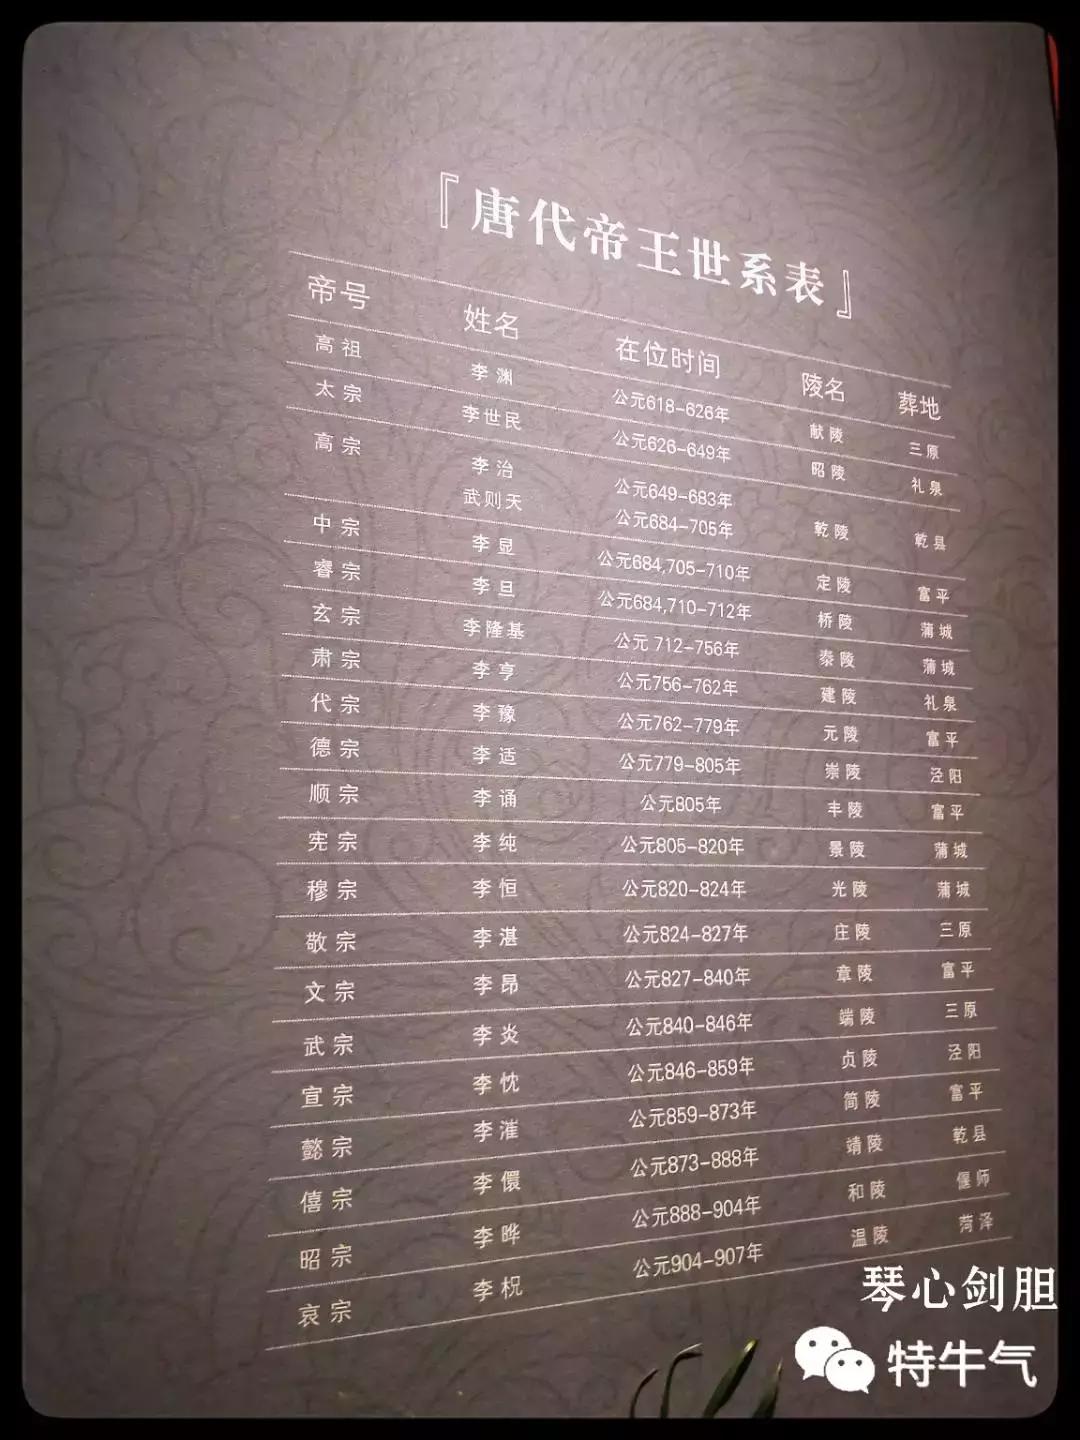 『唐代帝王世系表』
帝号 姓名 在位时间 陵名 葬地
高祖 李渊 公元618-626年 献陵 三原
太宗 李世民 公元626-649年 昭陵 礼泉
高宗 李治 公元649-683年 乾陵 乾县
武则天 公元684-705年
中宗 李显 公元684,705-710年 定陵 富平
睿宗 李旦 公元684,710-712年 桥陵 蒲城
玄宗 李隆基 公元 712-756年 泰陵 蒲城
肃宗 李亨 公元756-762年 建陵 礼泉
代宗 李豫 公元762-779年 元陵 富平
德宗 李适 公元779-805年 崇陵 泾阳
顺宗 李诵 公元805年 丰陵 富平
宪宗 李纯 公元805-820年 景陵 蒲城
穆宗 李恒 公元820-824年 光陵 蒲城
敬宗 李湛 公元824-827年 庄陵 三原
文宗 李昂 公元827-840年 章陵 富平
武宗 李炎 公元840-846年 端陵 三原
宣宗 李忱 公元846-859年 贞陵 泾阳
懿宗 李漼 公元859-873年 简陵 富平
僖宗 李儇 公元873-888年 靖陵 乾县
昭宗 李晔 公元888-904年 和陵 偃师
哀宗 李柷 公元904-907年 温陵 菏泽
琴心剑胆
特牛气